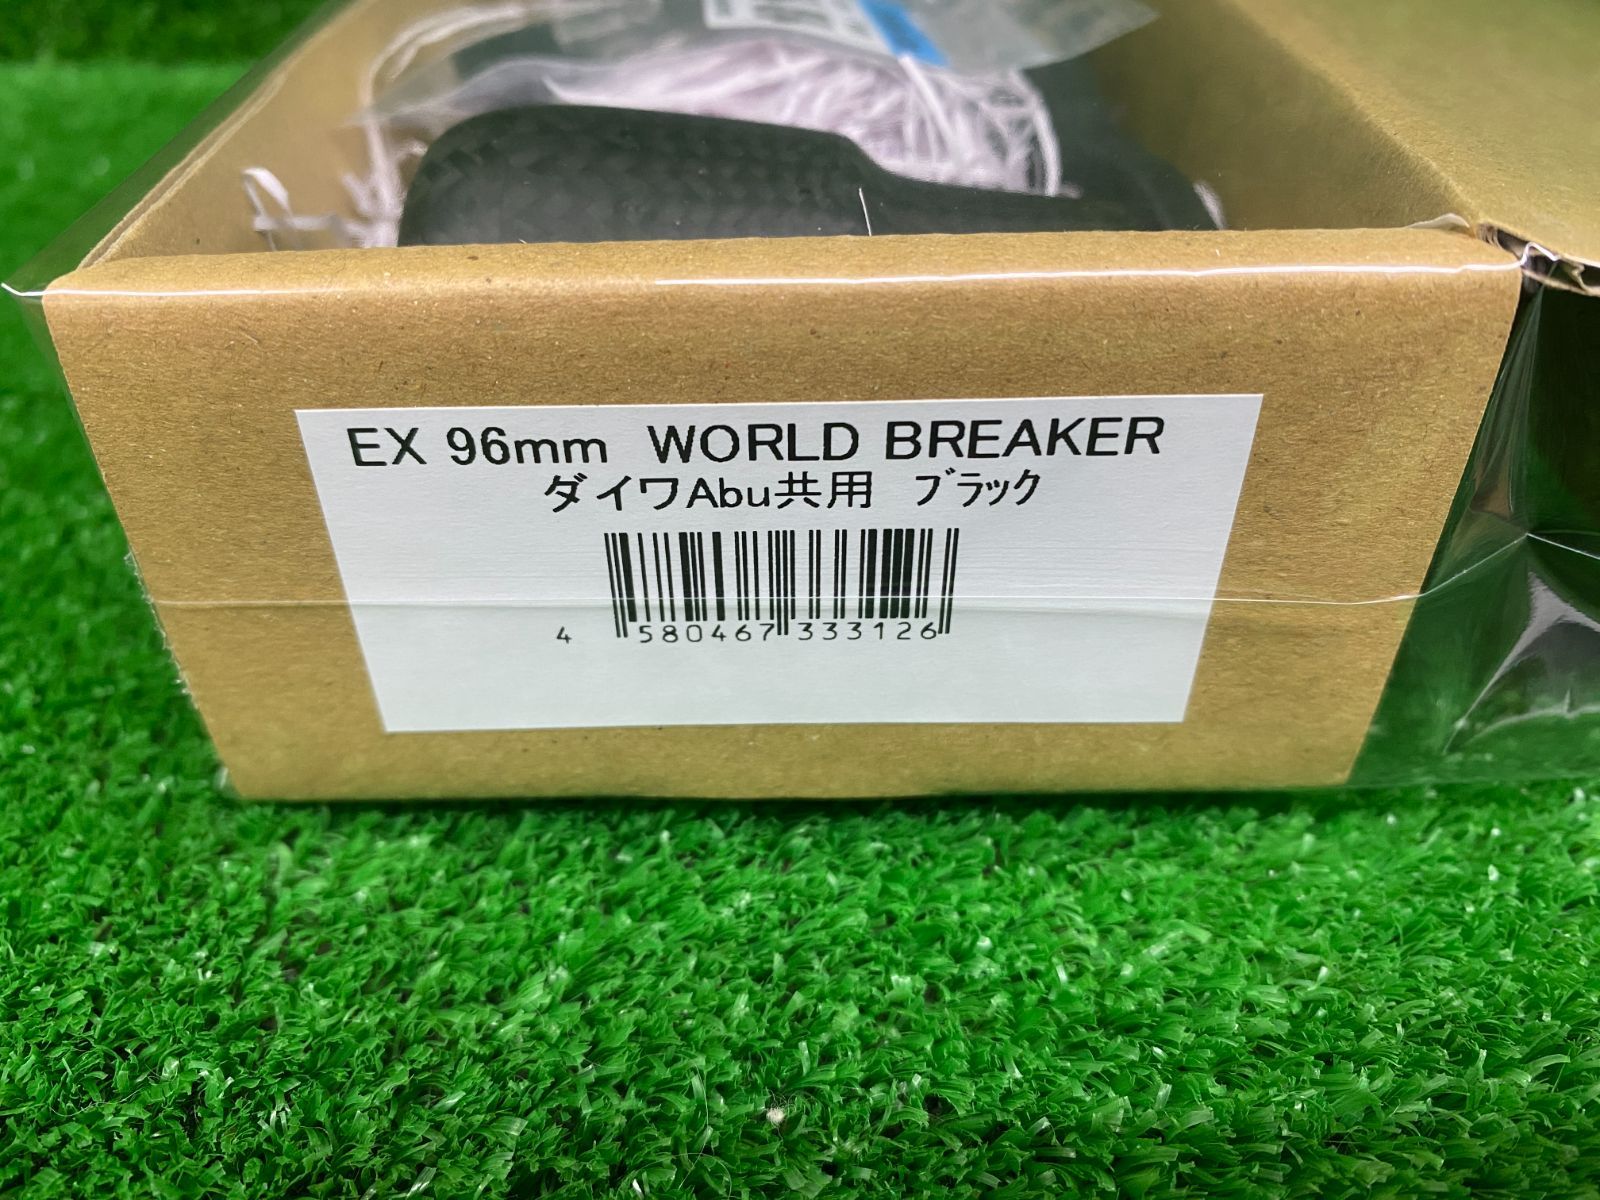 EX 96mm WORLD BREAKER
ダイワAbu共用 ブラック
4 580467 333126